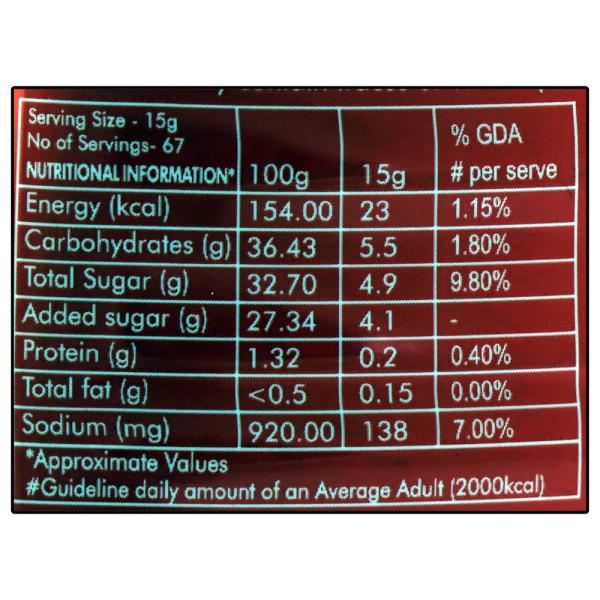 Serving Size - 15g
No of Servings- 67
NUTRITIONAL INFORMATION* 100g 15g % GDA # per serve
Energy (kcal) 154.00 23 1.15%
Carbohydrates (g) 36.43 5.5 1.80%
Total Sugar (g) 32.70 4.9 9.80%
Added sugar (g) 27.34 4.1 -
Protein (g) 1.32 0.2 0.40%
Total fat (g) <0.5 0.15 0.00%
Sodium (mg) 920.00 138 7.00%
*Approximate Values
#Guideline daily amount of an Average Adult (2000kcal)